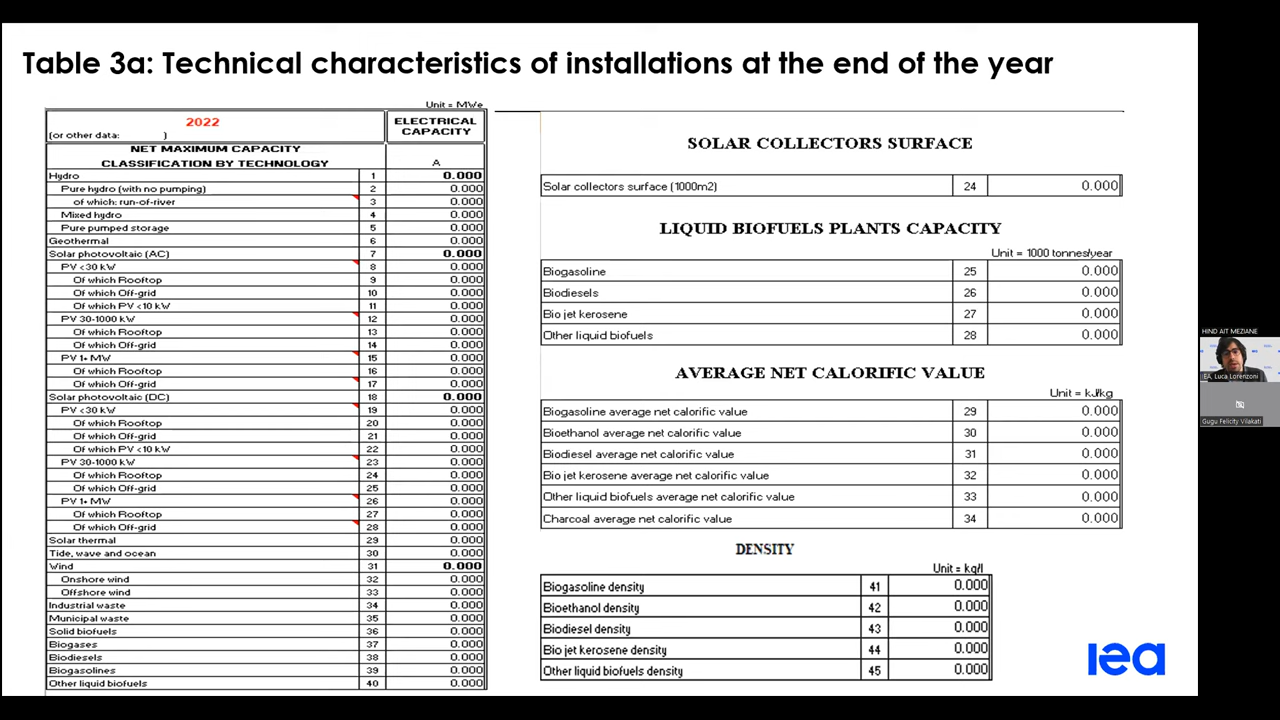 Table 3a: Technical characteristics of installations at the end of the year
Unit = MWe
2022
(or other data: )
ELECTRICAL CAPACITY
NET MAXIMUM CAPACITY
CLASSIFICATION BY TECHNOLOGY A
Hydro 1 0.000
Pure hydro (with no pumping) 2 0.000
of which: run-of-river 3 0.000
Mixed hydro 4 0.000
Pure pumped storage 5 0.000
Geothermal 6 0.000
Solar photovoltaic (AC) 7 0.000
PV <30 kW 8 0.000
Of which Rooftop 9 0.000
Of which Off-grid 10 0.000
Of which PV <10 kW 11 0.000
PV 30-1000 kW 12 0.000
Of which Rooftop 13 0.000
Of which Off-grid 14 0.000
PV 1+ MW 15 0.000
Of which Rooftop 16 0.000
Of which Off-grid 17 0.000
Solar photovoltaic (DC) 18 0.000
PV <30 kW 19 0.000
Of which Rooftop 20 0.000
Of which Off-grid 21 0.000
Of which PV <10 kW 22 0.000
PV 30-1000 kW 23 0.000
Of which Rooftop 24 0.000
Of which Off-grid 25 0.000
PV 1+ MW 26 0.000
Of which Rooftop 27 0.000
Of which Off-grid 28 0.000
Solar thermal 29 0.000
Tide, wave and ocean 30 0.000
Wind 31 0.000
Onshore wind 32 0.000
Offshore wind 33 0.000
Industrial waste 34 0.000
Municipal waste 35 0.000
Solid biofuels 36 0.000
Biogases 37 0.000
Biodiesels 38 0.000
Biogasolines 39 0.000
Other liquid biofuels 40 0.000
SOLAR COLLECTORS SURFACE
Solar collectors surface (1000m2) 24 0.000
LIQUID BIOFUELS PLANTS CAPACITY
Unit = 1000 tonnes/year
Biogasoline 25 0.000
Biodiesels 26 0.000
Bio jet kerosene 27 0.000
Other liquid biofuels 28 0.000
AVERAGE NET CALORIFIC VALUE
Unit = kJ/kg
Biogasoline average net calorific value 29 0.000
Bioethanol average net calorific value 30 0.000
Biodiesel average net calorific value 31 0.000
Bio jet kerosene average net calorific value 32 0.000
Other liquid biofuels average net calorific value 33 0.000
Charcoal average net calorific value 34 0.000
DENSITY
Unit = kg/l
Biogasoline density 41 0.000
Bioethanol density 42 0.000
Biodiesel density 43 0.000
Bio jet kerosene density 44 0.000
Other liquid biofuels density 45 0.000
iea
HIND AIT MEZIANE
IEA, Luca Lorenzoni
Gugu Felicity Vilakati